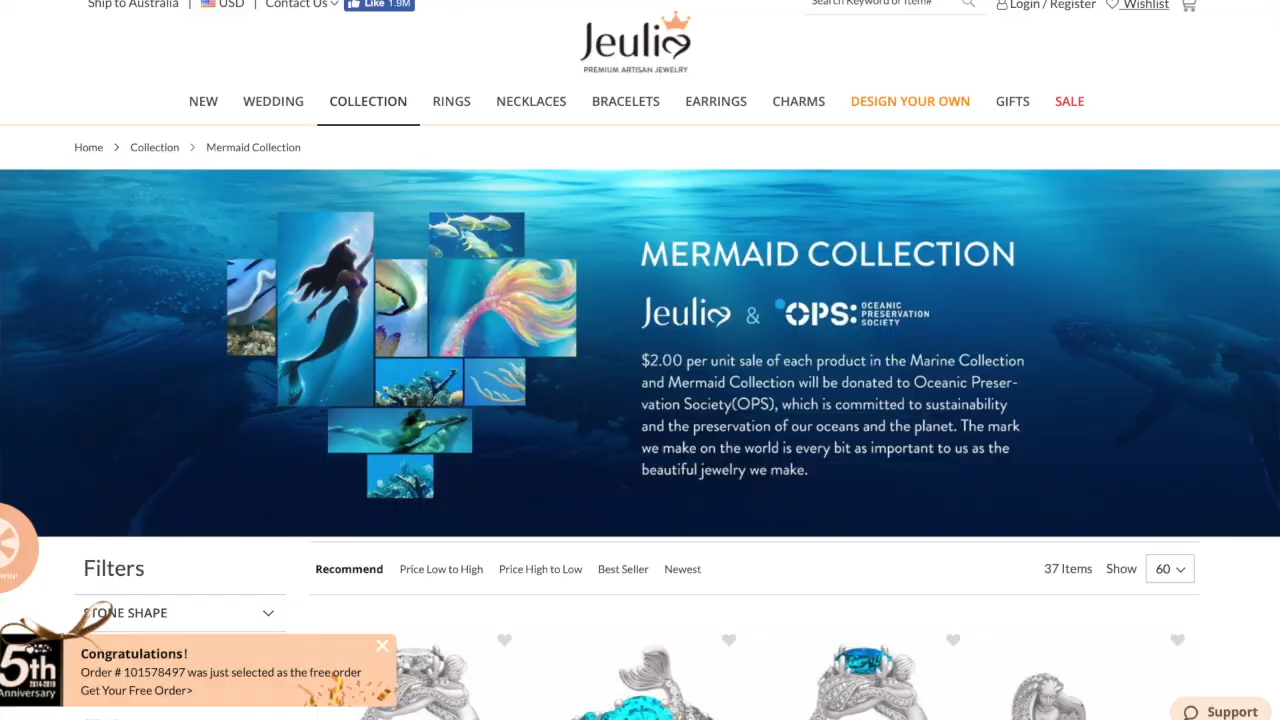 Ship to Australia | USD | Contact Us Like 1.9M
Search Keyword or Item# Login / Register Wishlist
Jeulia
PREMIUM ARTISAN JEWELRY
NEW WEDDING COLLECTION RINGS NECKLACES BRACELETS EARRINGS CHARMS DESIGN YOUR OWN GIFTS SALE
Home > Collection > Mermaid Collection
MERMAID COLLECTION
Jeulia & OPS: OCEANIC
PRESERVATION
SOCIETY
$2.00 per unit sale of each product in the Marine Collection
and Mermaid Collection will be donated to Oceanic Preser-
vation Society(OPS), which is committed to sustainability
and the preservation of our oceans and the planet. The mark
we make on the world is every bit as important to us as the
beautiful jewelry we make.
WIN!
Filters
Recommend Price Low to High Price High to Low Best Seller Newest 37 Items Show 60
STONE SHAPE
5th
2014-2019
Anniversary
Congratulations!
Order # 101578497 was just selected as the free order
Get Your Free Order>
Support